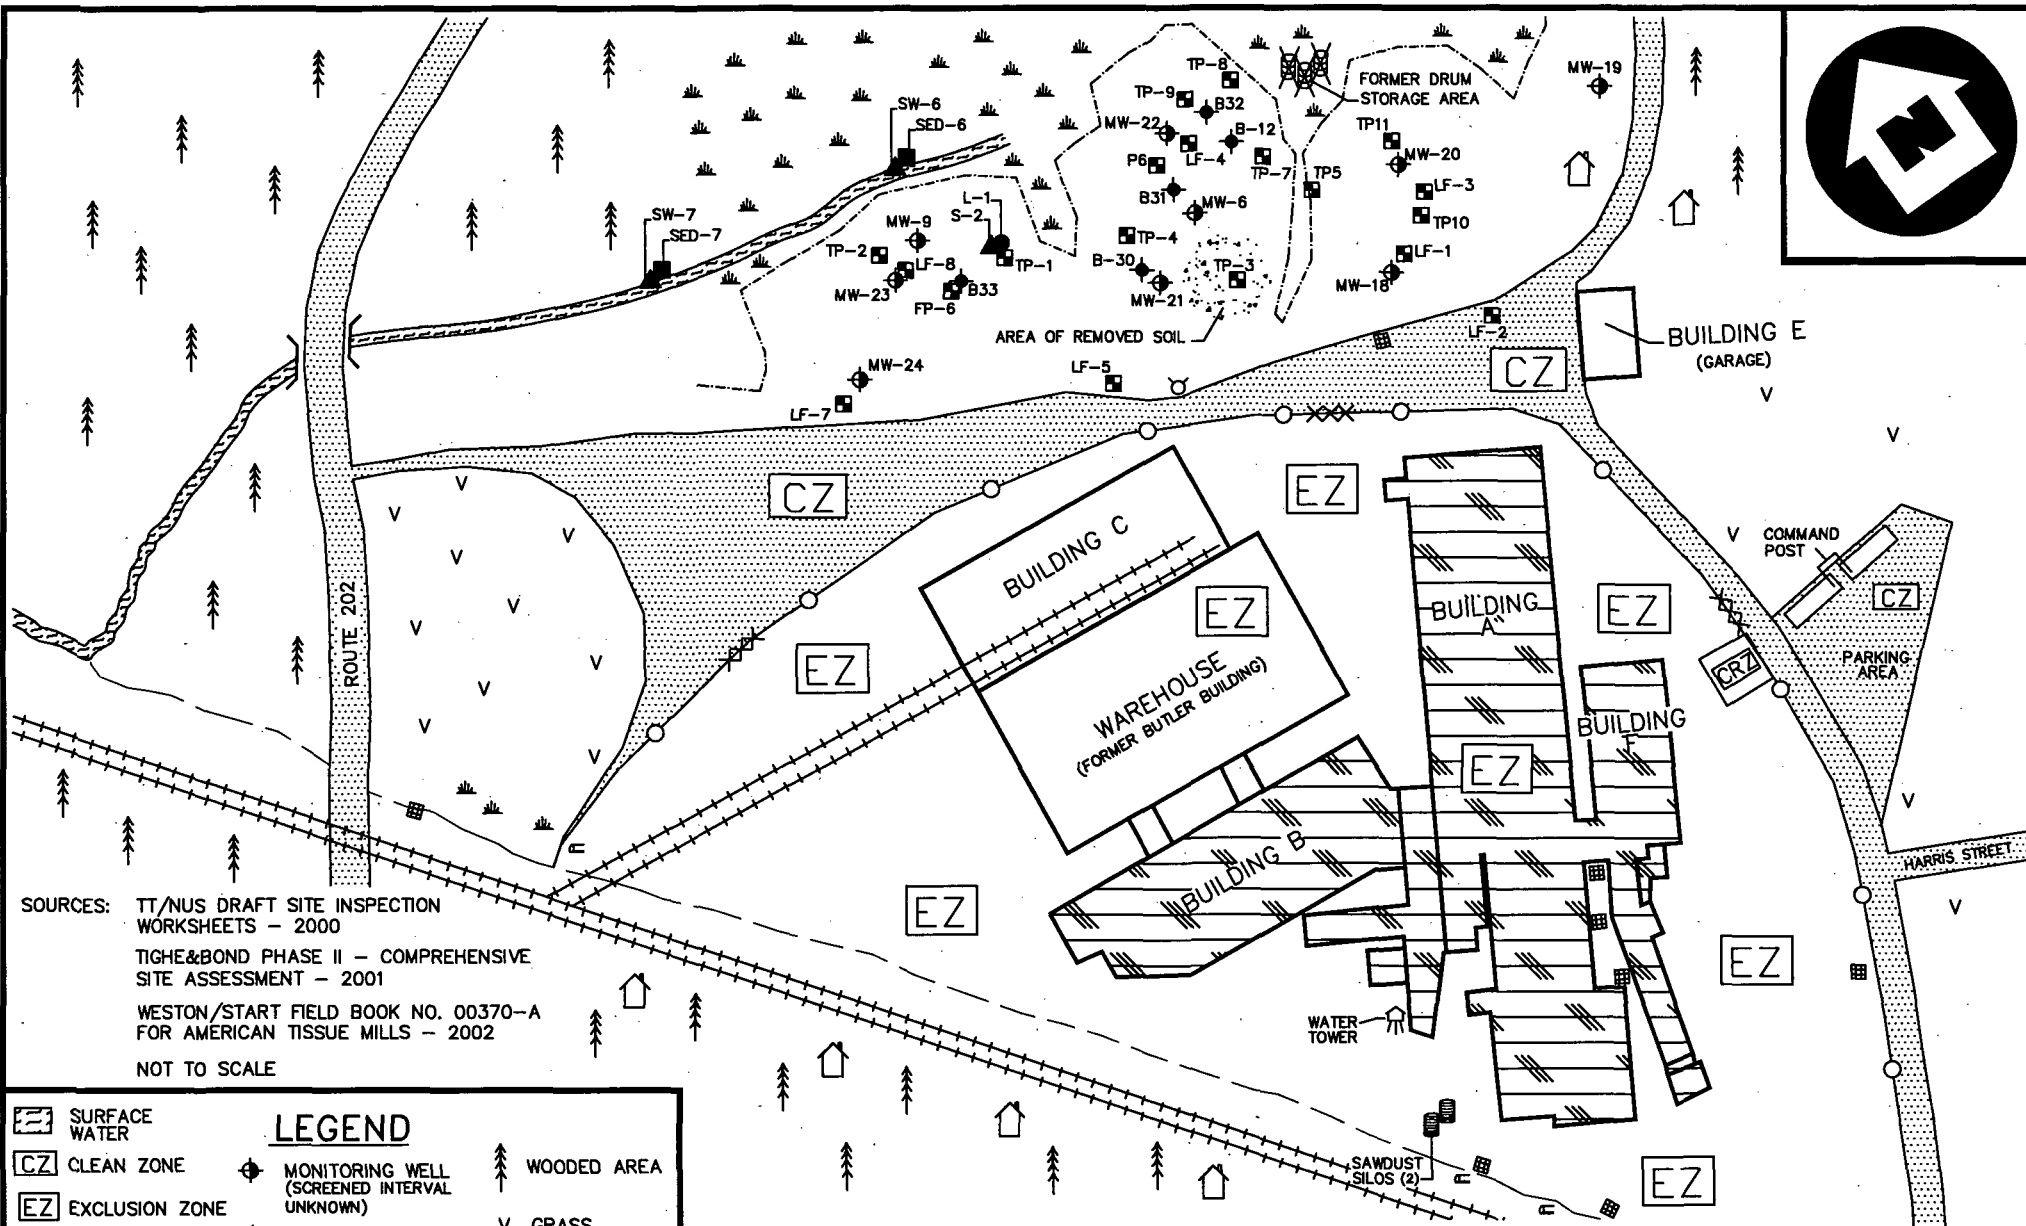 N
TP-8
MW-19
FORMER DRUM
STORAGE AREA
TP-9
B32
SW-6
SED-6
MW-22
B-12
TP11
LF-4
MW-20
P6
TP-7
TP5
LF-3
B31
L-1
S-2
MW-6
TP10
SW-7
SED-7
MW-9
TP-4
TP-2
LF-8
TP-1
B-30
TP-3
LF-1
MW-23
B33
FP-6
MW-21
MW-18
AREA OF REMOVED SOIL
LF-2
BUILDING E
(GARAGE)
CZ
MW-24
LF-5
LF-7
CZ
EZ
BUILDING C
COMMAND
POST
CZ
ROUTE 202
EZ
BUILDING
"A"
EZ
EZ
PARKING
AREA
CRZ
WAREHOUSE
(FORMER BUTLER BUILDING)
BUILDING
F
EZ
BUILDING B
HARRIS STREET
EZ
EZ
SOURCES: TT/NUS DRAFT SITE INSPECTION
WORKSHEETS - 2000
TIGHE&BOND PHASE II - COMPREHENSIVE
SITE ASSESSMENT - 2001
WESTON/START FIELD BOOK NO. 00370-A
FOR AMERICAN TISSUE MILLS - 2002
NOT TO SCALE
WATER
TOWER
SAWDUST
SILOS (2)
EZ
LEGEND
SURFACE
WATER
CZ CLEAN ZONE
EZ EXCLUSION ZONE
MONITORING WELL
(SCREENED INTERVAL
UNKNOWN)
WOODED AREA
V GRASS